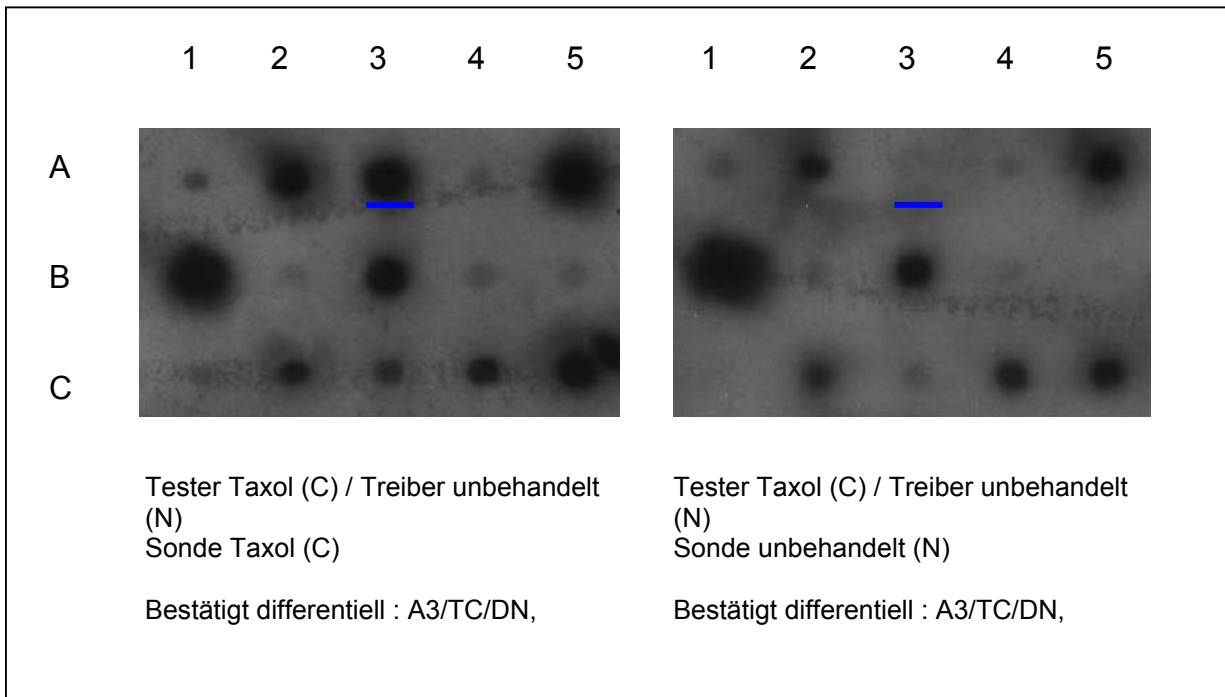 1 2 3 4 5 1 2 3 4 5
A
B
C
Tester Taxol (C) / Treiber unbehandelt
(N)
Sonde Taxol (C)
Bestätigt differentiell : A3/TC/DN,
Tester Taxol (C) / Treiber unbehandelt
(N)
Sonde unbehandelt (N)
Bestätigt differentiell : A3/TC/DN,